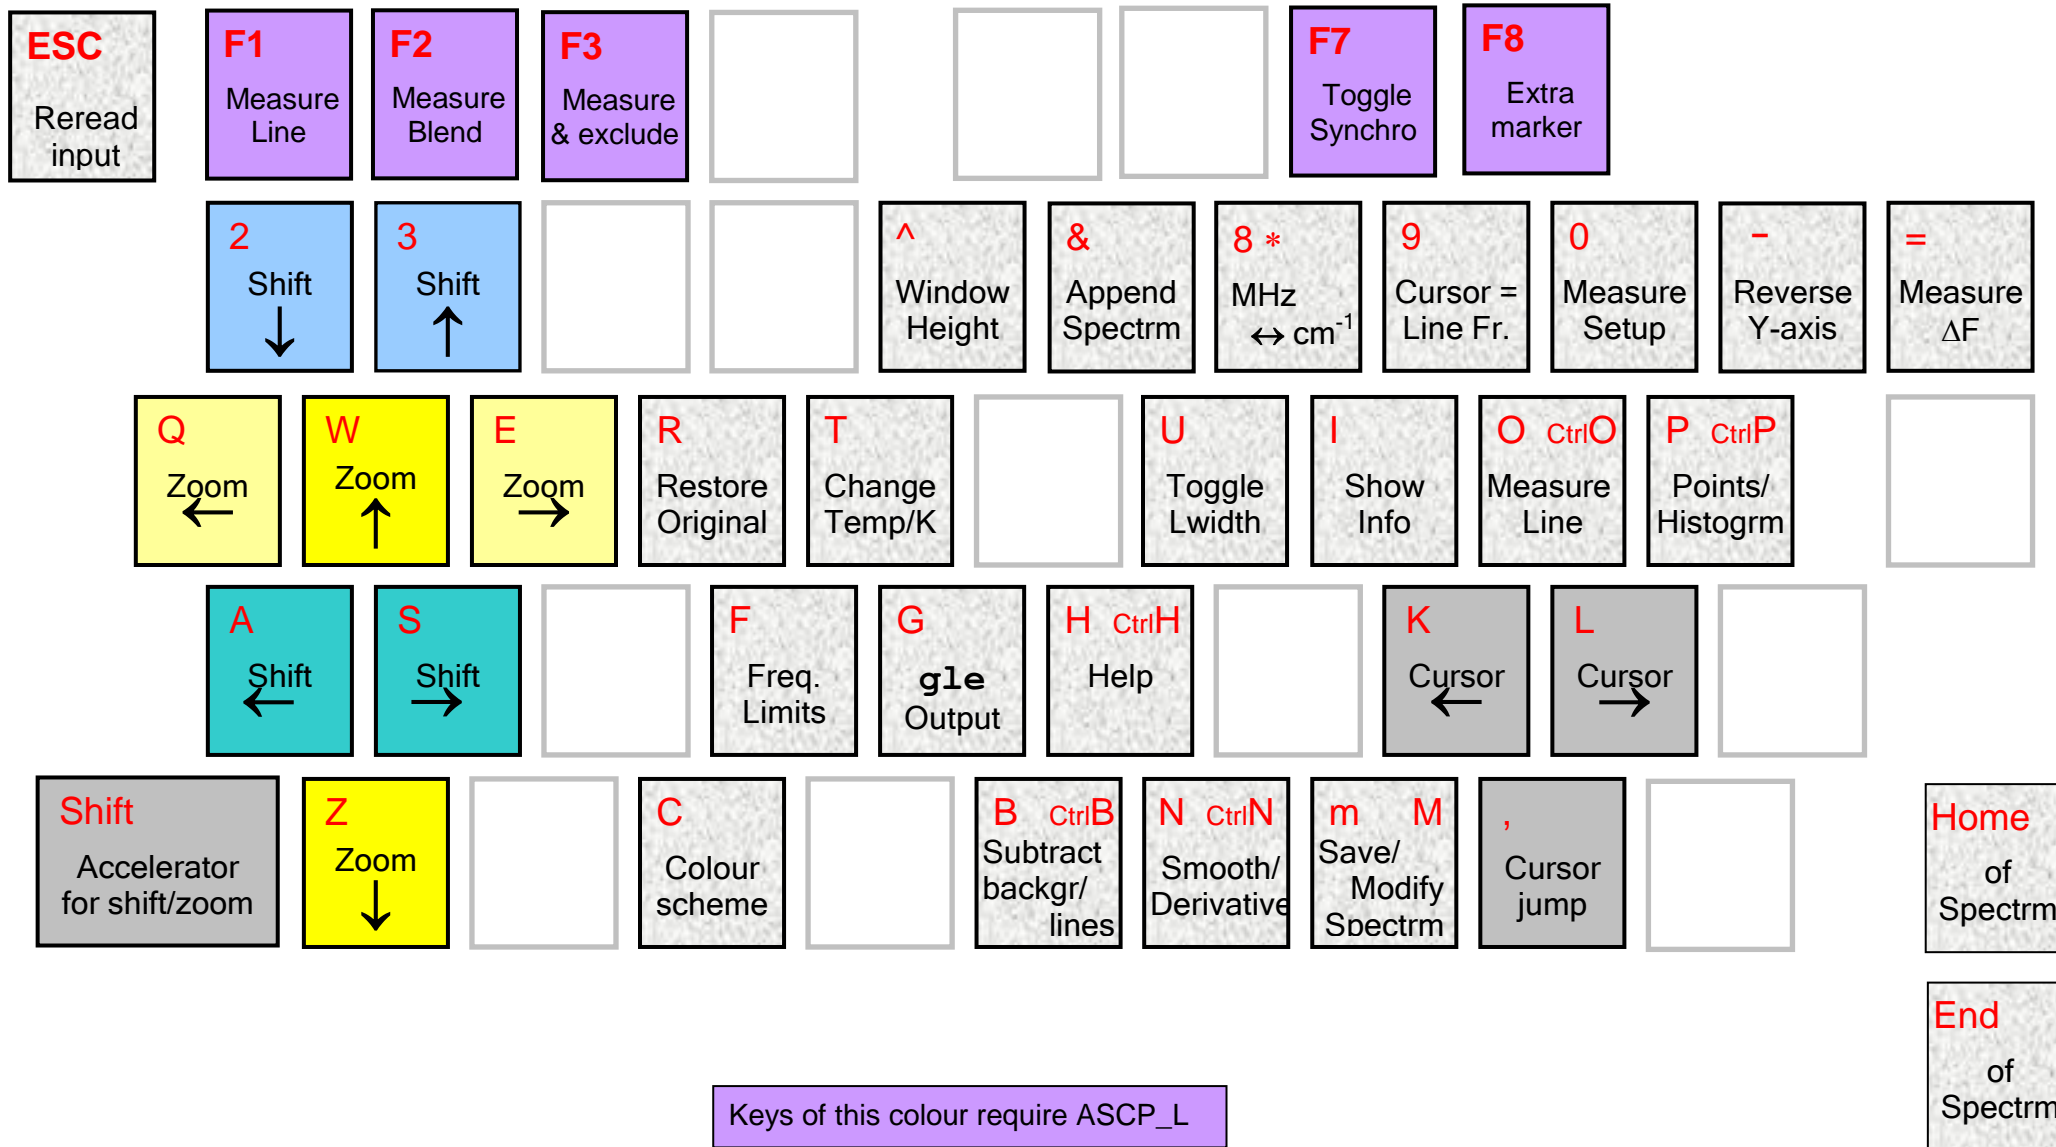 ESC
Reread
input
F1
Measure
Line
F2
Measure
Blend
F3
Measure
& exclude
F7
Toggle
Synchro
F8
Extra
marker
2
Shift
↓
3
Shift
↑
^
Window
Height
&
Append
Spectrm
8 *
MHz
↔ cm⁻¹
9
Cursor =
Line Fr.
0
Measure
Setup
-
Reverse
Y-axis
=
Measure
ΔF
Q
Zoom
←
W
Zoom
↑
E
Zoom
→
R
Restore
Original
T
Change
Temp/K
U
Toggle
Lwidth
I
Show
Info
O CtrlO
Measure
Line
P CtrlP
Points/
Histogrm
A
Shift
←
S
Shift
→
F
Freq.
Limits
G
gle
Output
H CtrlH
Help
K
Cursor
←
L
Cursor
→
Shift
Accelerator
for shift/zoom
Z
Zoom
↓
C
Colour
scheme
B CtrlB
Subtract
backgr/
lines
N CtrlN
Smooth/
Derivative
m M
Save/
Modify
Spectrm
,
Cursor
jump
Home
of
Spectrm
End
of
Spectrm
Keys of this colour require ASCP_L